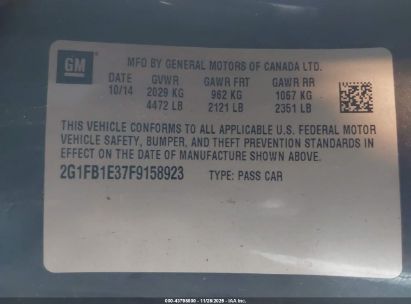 GM
MFD BY GENERAL MOTORS OF CANADA LTD.
DATE GVWR GAWR FRT GAWR RR
10/14 2029 KG 962 KG 1067 KG
4472 LB 2121 LB 2351 LB
THIS VEHICLE CONFORMS TO ALL APPLICABLE U.S. FEDERAL MOTOR
VEHICLE SAFETY, BUMPER, AND THEFT PREVENTION STANDARDS IN
EFFECT ON THE DATE OF MANUFACTURE SHOWN ABOVE.
2G1FB1E37F9158923 TYPE: PASS CAR